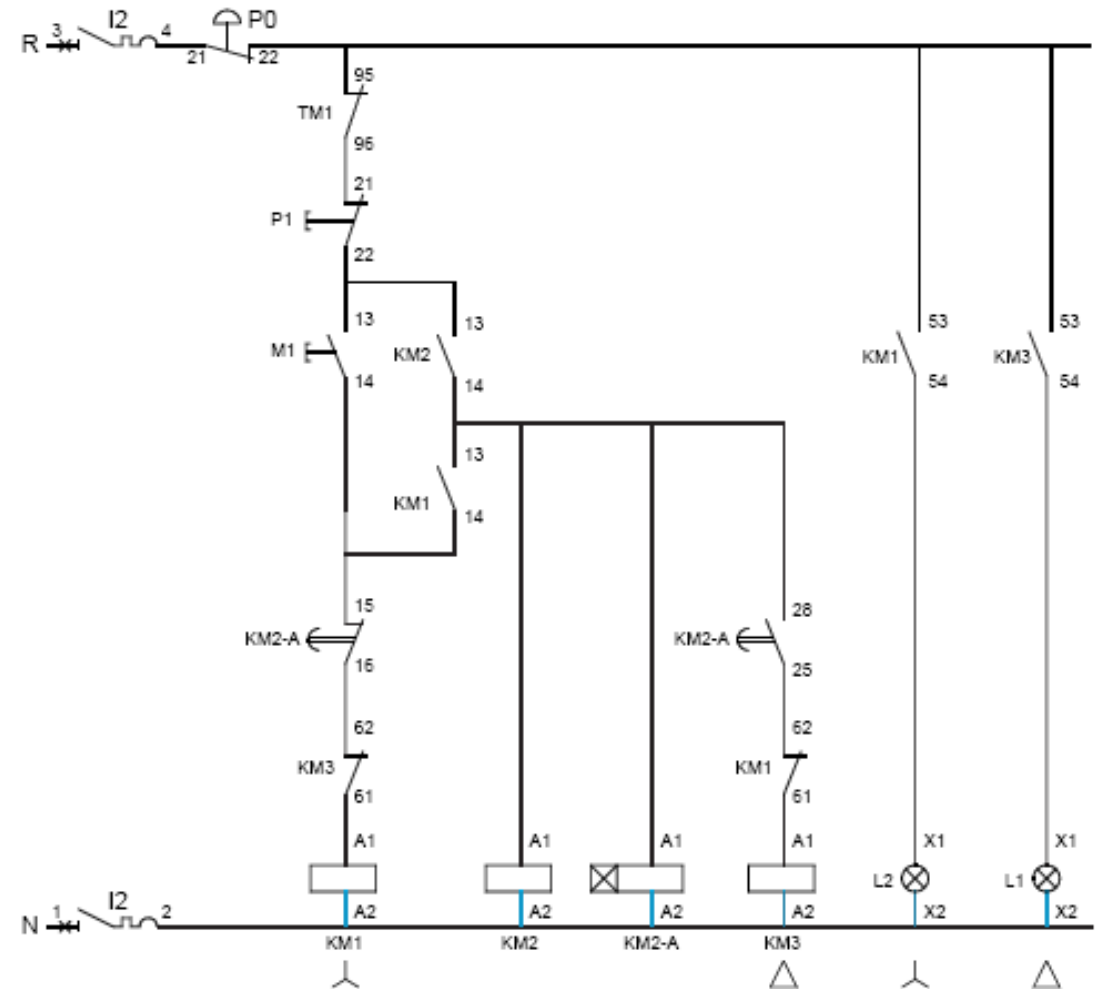 I2 P0
R 3 4
21 22
95
TM1
96
21
P1
22
13 13 53 53
M1 KM2 KM1 KM3
14 14 54 54
13
KM1
14
15 28
KM2-A KM2-A
16 25
62 62
KM3 KM1
61 61
A1 A1 A1 A1 X1 X1
L2 L1
I2
N 1 2 A2 A2 A2 A2 X2 X2
KM1 KM2 KM2-A KM3